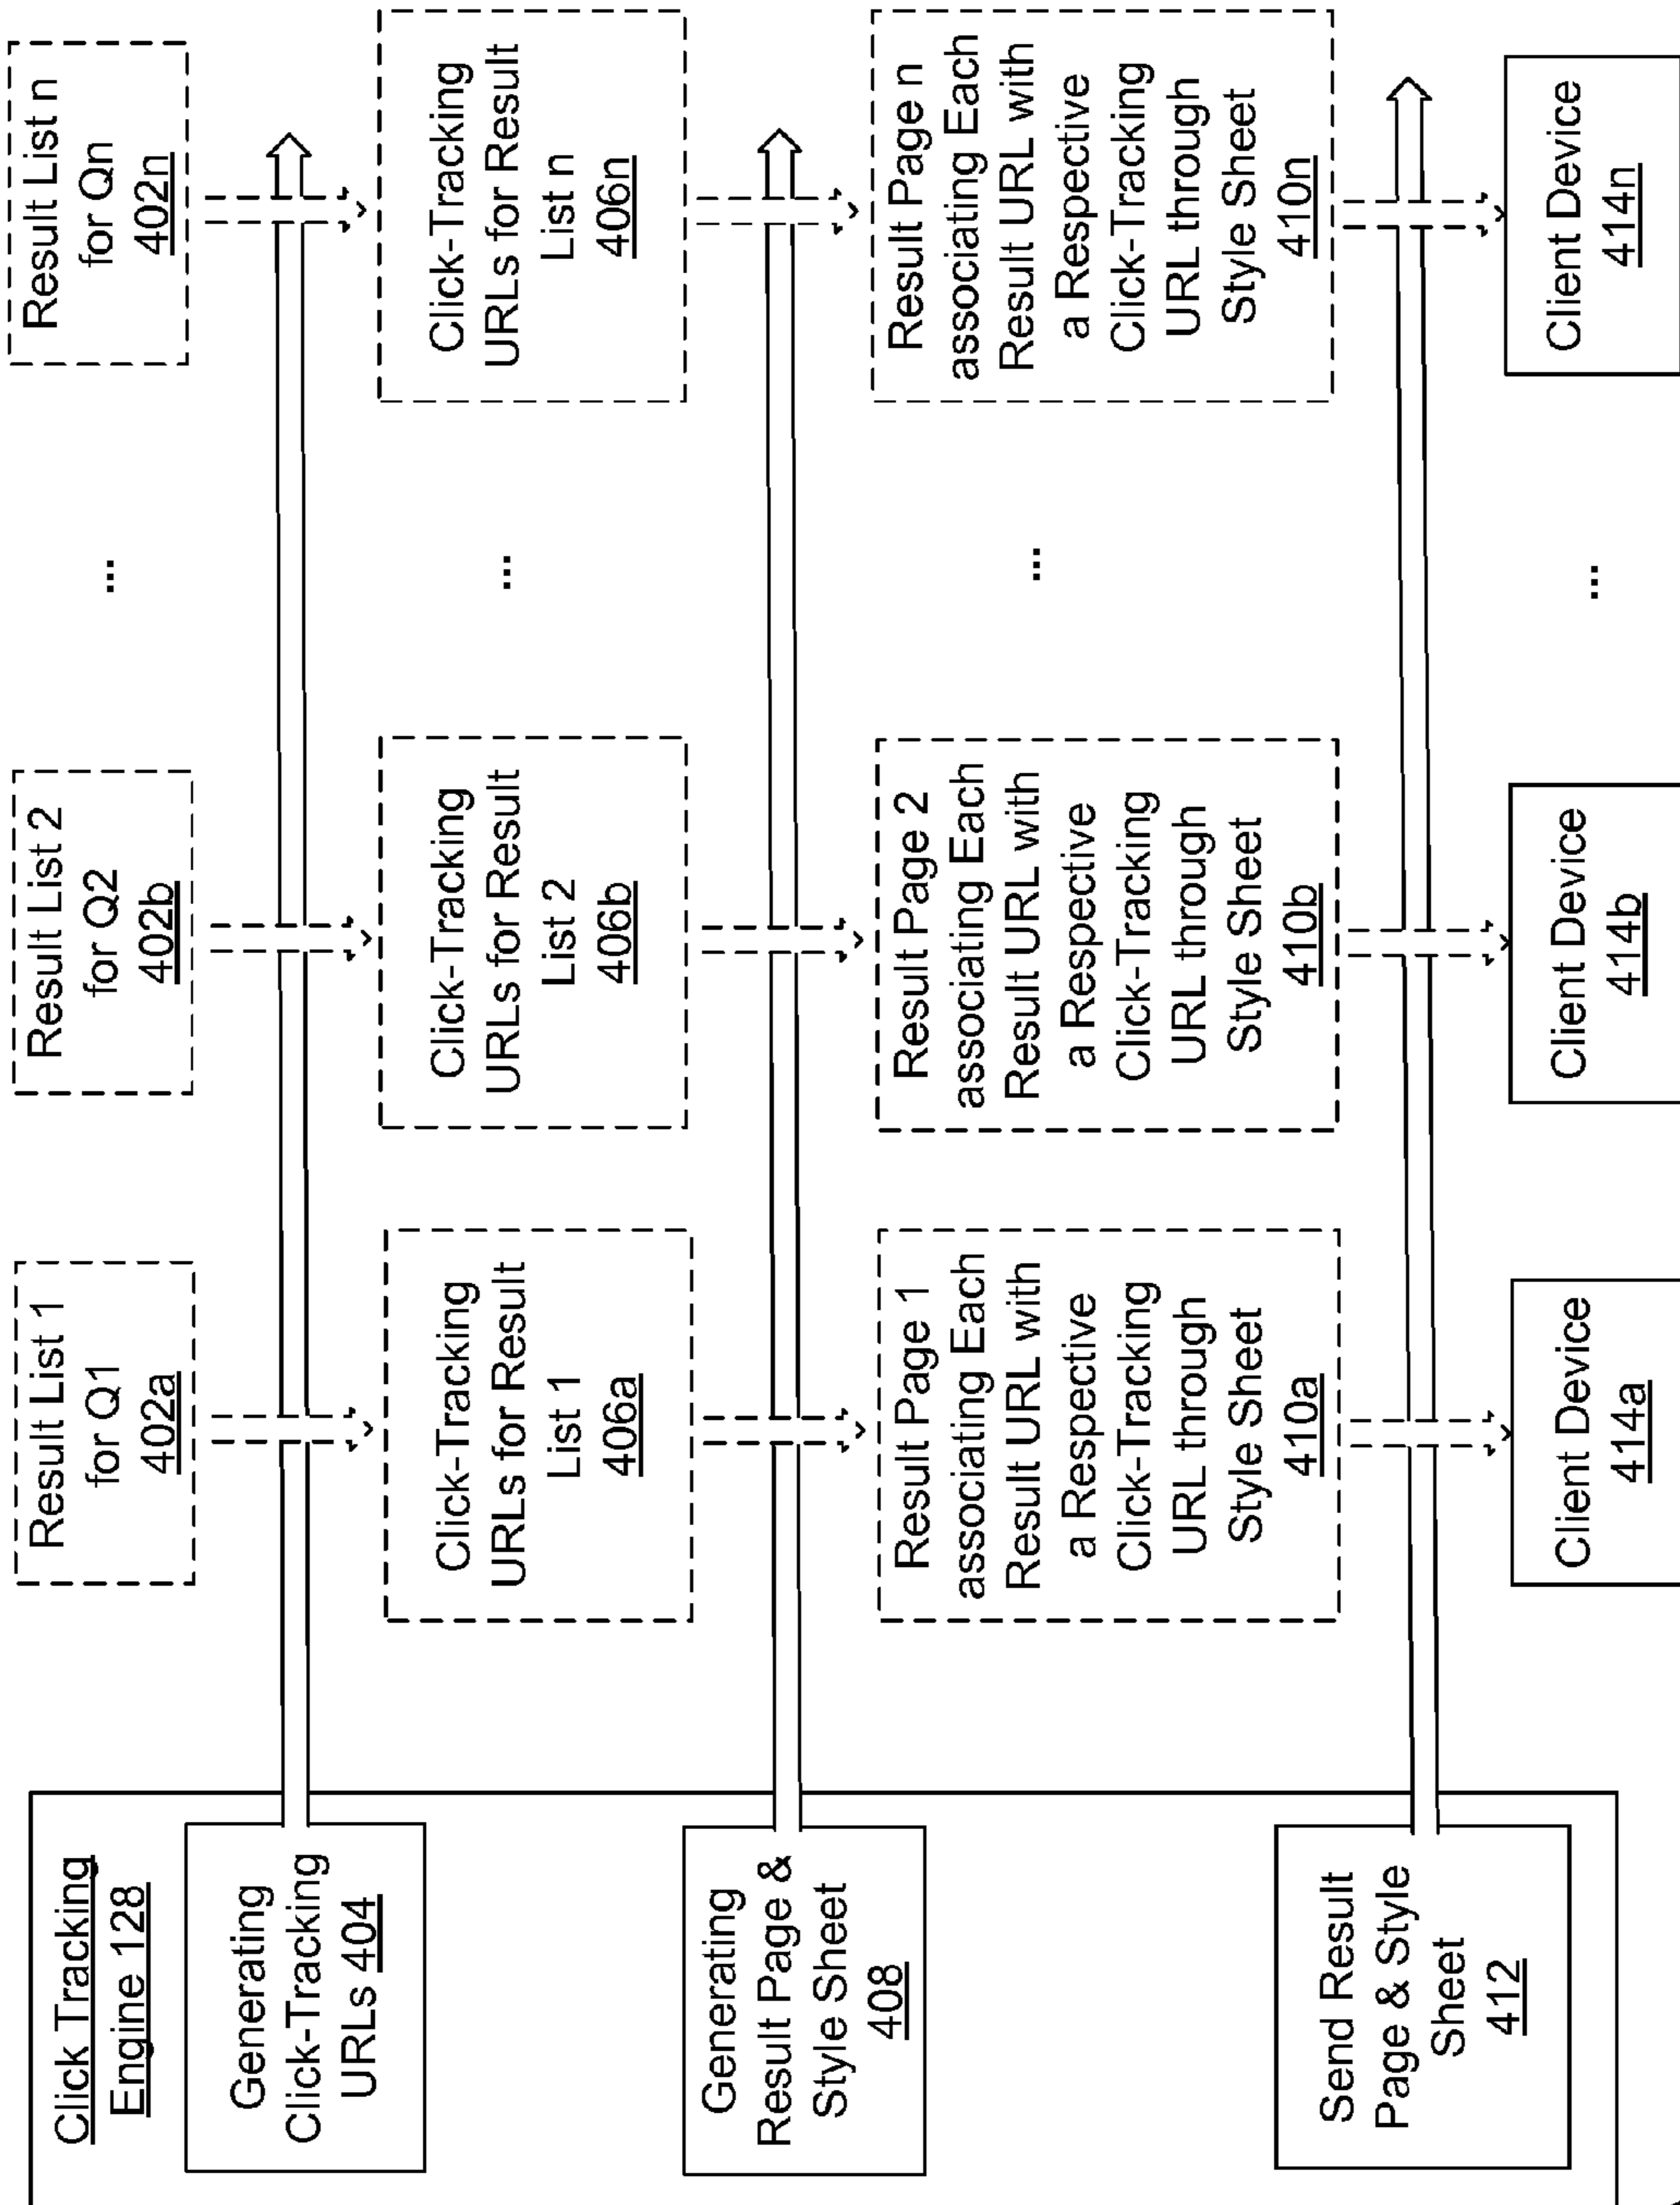 Click Tracking
Engine 128
Generating
Click-Tracking
URLs 404
Generating
Result Page &
Style Sheet
408
Send Result
Page & Style
Sheet
412
Result List 1
for Q1
402a
Result List 2
for Q2
402b
...
Result List n
for Qn
402n
Click-Tracking
URLs for Result
List 1
406a
Click-Tracking
URLs for Result
List 2
406b
...
Click-Tracking
URLs for Result
List n
406n
Result Page 1
associating Each
Result URL with
a Respective
Click-Tracking
URL through
Style Sheet
410a
Result Page 2
associating Each
Result URL with
a Respective
Click-Tracking
URL through
Style Sheet
410b
...
Result Page n
associating Each
Result URL with
a Respective
Click-Tracking
URL through
Style Sheet
410n
Client Device
414a
Client Device
414b
...
Client Device
414n